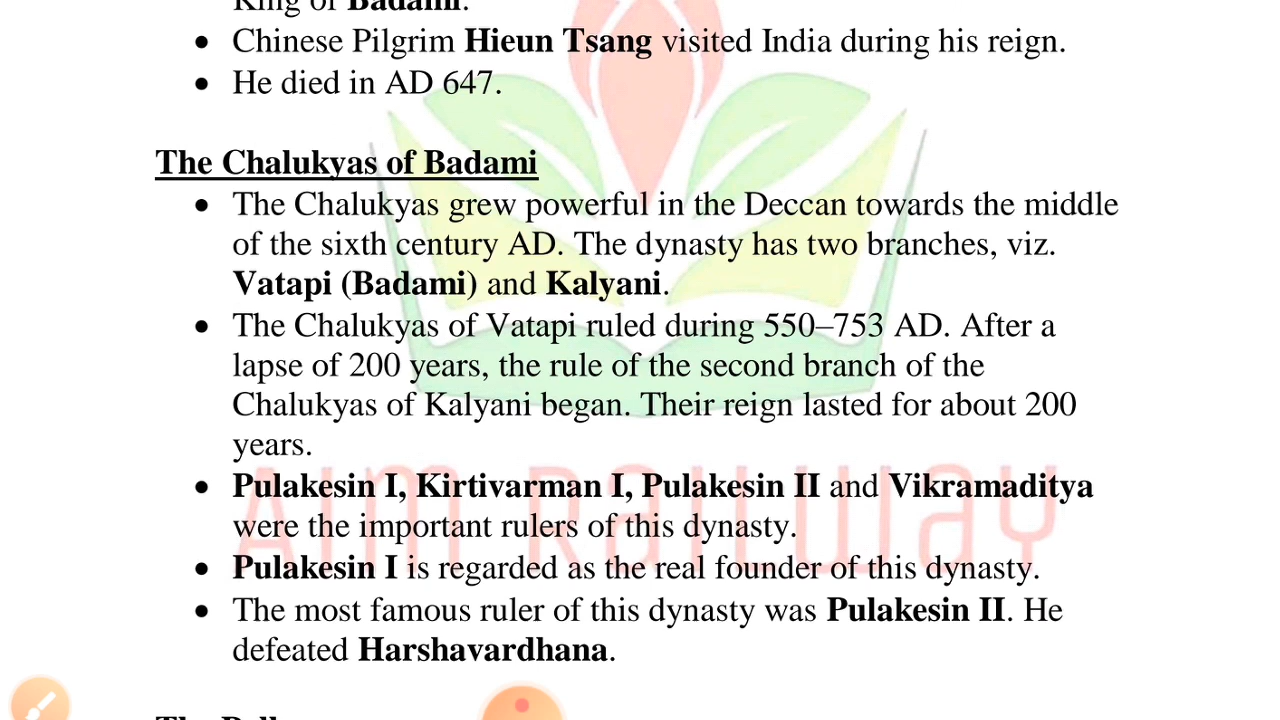 King of Badami.
• Chinese Pilgrim Hieun Tsang visited India during his reign.
• He died in AD 647.
The Chalukyas of Badami
• The Chalukyas grew powerful in the Deccan towards the middle
of the sixth century AD. The dynasty has two branches, viz.
Vatapi (Badami) and Kalyani.
• The Chalukyas of Vatapi ruled during 550–753 AD. After a
lapse of 200 years, the rule of the second branch of the
Chalukyas of Kalyani began. Their reign lasted for about 200
years.
• Pulakesin I, Kirtivarman I, Pulakesin II and Vikramaditya
were the important rulers of this dynasty.
• Pulakesin I is regarded as the real founder of this dynasty.
• The most famous ruler of this dynasty was Pulakesin II. He
defeated Harshavardhana.
AIM RAILWAY
The